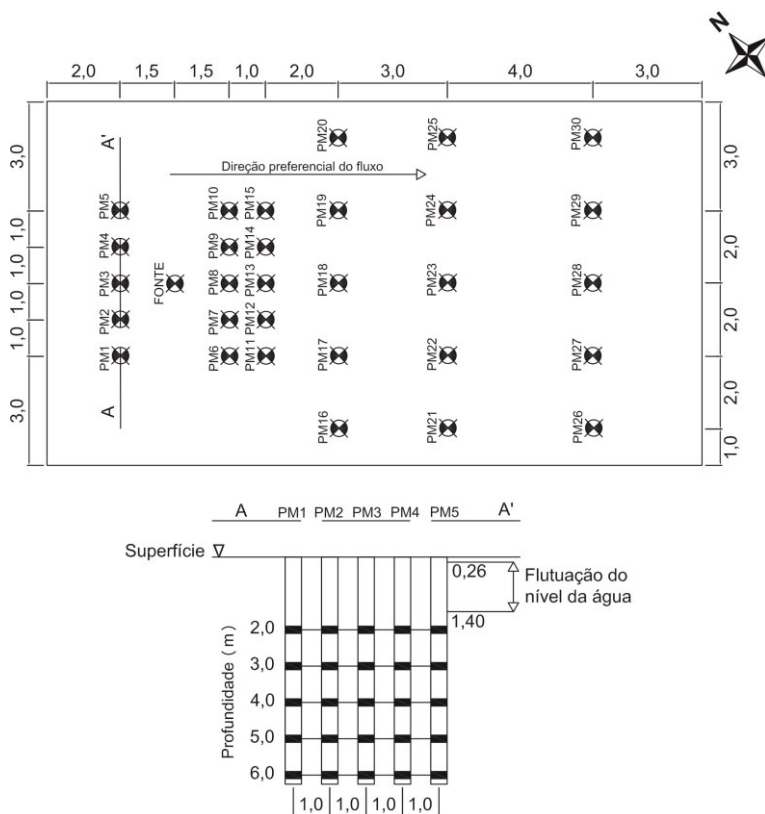 N
2,0 1,5 1,5 1,0 2,0 3,0 4,0 3,0
3,0 1,0 1,0 1,0 1,0 3,0
3,0 2,0 2,0 2,0 1,0
A'
Direção preferencial do fluxo
PM20 PM25 PM30
PM5 PM10 PM15 PM19 PM24 PM29
PM4 PM9 PM14
PM3 FONTE PM8 PM13 PM18 PM23 PM28
PM2 PM7 PM12
PM1 PM6 PM11 PM17 PM22 PM27
A
PM16 PM21 PM26
A PM1 PM2 PM3 PM4 PM5 A'
Superfície
0,26
Flutuação do
nível da água
1,40
Profundidade (m)
2,0
3,0
4,0
5,0
6,0
1,0 1,0 1,0 1,0